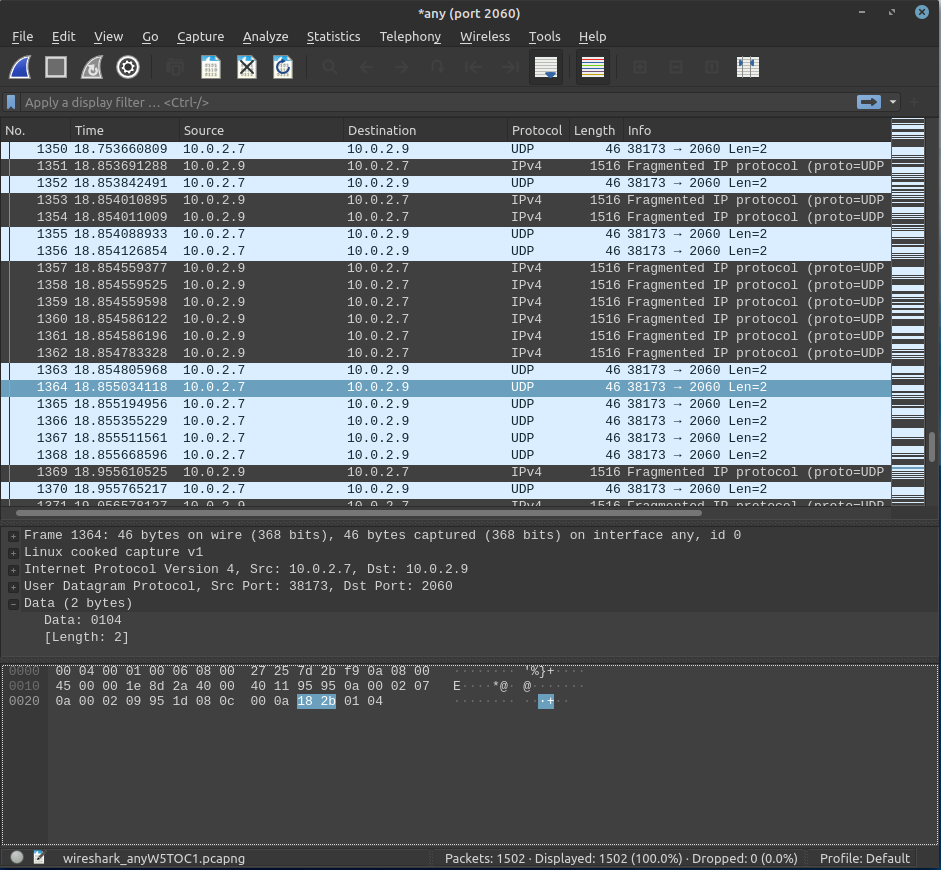 *any (port 2060)
File Edit View Go Capture Analyze Statistics Telephony Wireless Tools Help
Apply a display filter … <Ctrl-/>
No. Time Source Destination Protocol Length Info
1350 18.753660809 10.0.2.7 10.0.2.9 UDP 46 38173 → 2060 Len=2
1351 18.853691288 10.0.2.9 10.0.2.7 IPv4 1516 Fragmented IP protocol (proto=UDP
1352 18.853842491 10.0.2.7 10.0.2.9 UDP 46 38173 → 2060 Len=2
1353 18.854010895 10.0.2.9 10.0.2.7 IPv4 1516 Fragmented IP protocol (proto=UDP
1354 18.854011009 10.0.2.9 10.0.2.7 IPv4 1516 Fragmented IP protocol (proto=UDP
1355 18.854088933 10.0.2.7 10.0.2.9 UDP 46 38173 → 2060 Len=2
1356 18.854126854 10.0.2.7 10.0.2.9 UDP 46 38173 → 2060 Len=2
1357 18.854559377 10.0.2.9 10.0.2.7 IPv4 1516 Fragmented IP protocol (proto=UDP
1358 18.854559525 10.0.2.9 10.0.2.7 IPv4 1516 Fragmented IP protocol (proto=UDP
1359 18.854559598 10.0.2.9 10.0.2.7 IPv4 1516 Fragmented IP protocol (proto=UDP
1360 18.854586122 10.0.2.9 10.0.2.7 IPv4 1516 Fragmented IP protocol (proto=UDP
1361 18.854586196 10.0.2.9 10.0.2.7 IPv4 1516 Fragmented IP protocol (proto=UDP
1362 18.854783328 10.0.2.9 10.0.2.7 IPv4 1516 Fragmented IP protocol (proto=UDP
1363 18.854805968 10.0.2.7 10.0.2.9 UDP 46 38173 → 2060 Len=2
1364 18.855034118 10.0.2.7 10.0.2.9 UDP 46 38173 → 2060 Len=2
1365 18.855194956 10.0.2.7 10.0.2.9 UDP 46 38173 → 2060 Len=2
1366 18.855355229 10.0.2.7 10.0.2.9 UDP 46 38173 → 2060 Len=2
1367 18.855511561 10.0.2.7 10.0.2.9 UDP 46 38173 → 2060 Len=2
1368 18.855668596 10.0.2.7 10.0.2.9 UDP 46 38173 → 2060 Len=2
1369 18.955610525 10.0.2.9 10.0.2.7 IPv4 1516 Fragmented IP protocol (proto=UDP
1370 18.955765217 10.0.2.7 10.0.2.9 UDP 46 38173 → 2060 Len=2
Frame 1364: 46 bytes on wire (368 bits), 46 bytes captured (368 bits) on interface any, id 0
Linux cooked capture v1
Internet Protocol Version 4, Src: 10.0.2.7, Dst: 10.0.2.9
User Datagram Protocol, Src Port: 38173, Dst Port: 2060
Data (2 bytes)
Data: 0104
[Length: 2]
0000 00 04 00 01 00 06 08 00 27 25 7d 2b f9 0a 08 00 ········ '%}+····
0010 45 00 00 1e 8d 2a 40 00 40 11 95 95 0a 00 02 07 E····*@· @·······
0020 0a 00 02 09 95 1d 08 0c 00 0a 18 2b 01 04 ········ ···+··
wireshark_anyW5TOC1.pcapng Packets: 1502 · Displayed: 1502 (100.0%) · Dropped: 0 (0.0%) Profile: Default